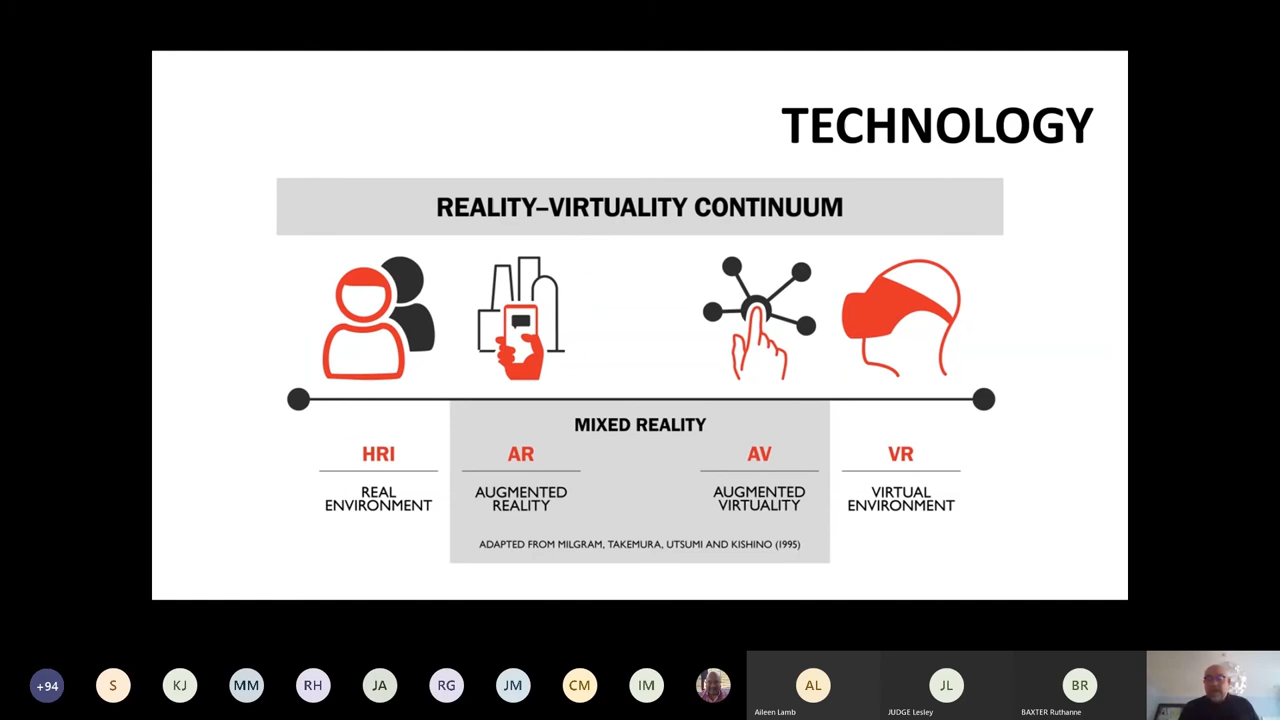 TECHNOLOGY
REALITY–VIRTUALITY CONTINUUM
MIXED REALITY
HRI
REAL
ENVIRONMENT
AR
AUGMENTED
REALITY
AV
AUGMENTED
VIRTUALITY
VR
VIRTUAL
ENVIRONMENT
ADAPTED FROM MILGRAM, TAKEMURA, UTSUMI AND KISHINO (1995)
+94
S
KJ
MM
RH
JA
RG
JM
CM
IM
AL
Aileen Lamb
JL
JUDGE Lesley
BR
BAXTER Ruthanne